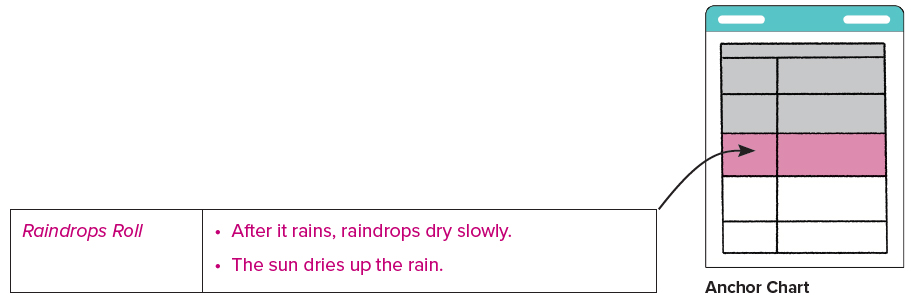 Raindrops Roll
• After it rains, raindrops dry slowly.
• The sun dries up the rain.
Anchor Chart